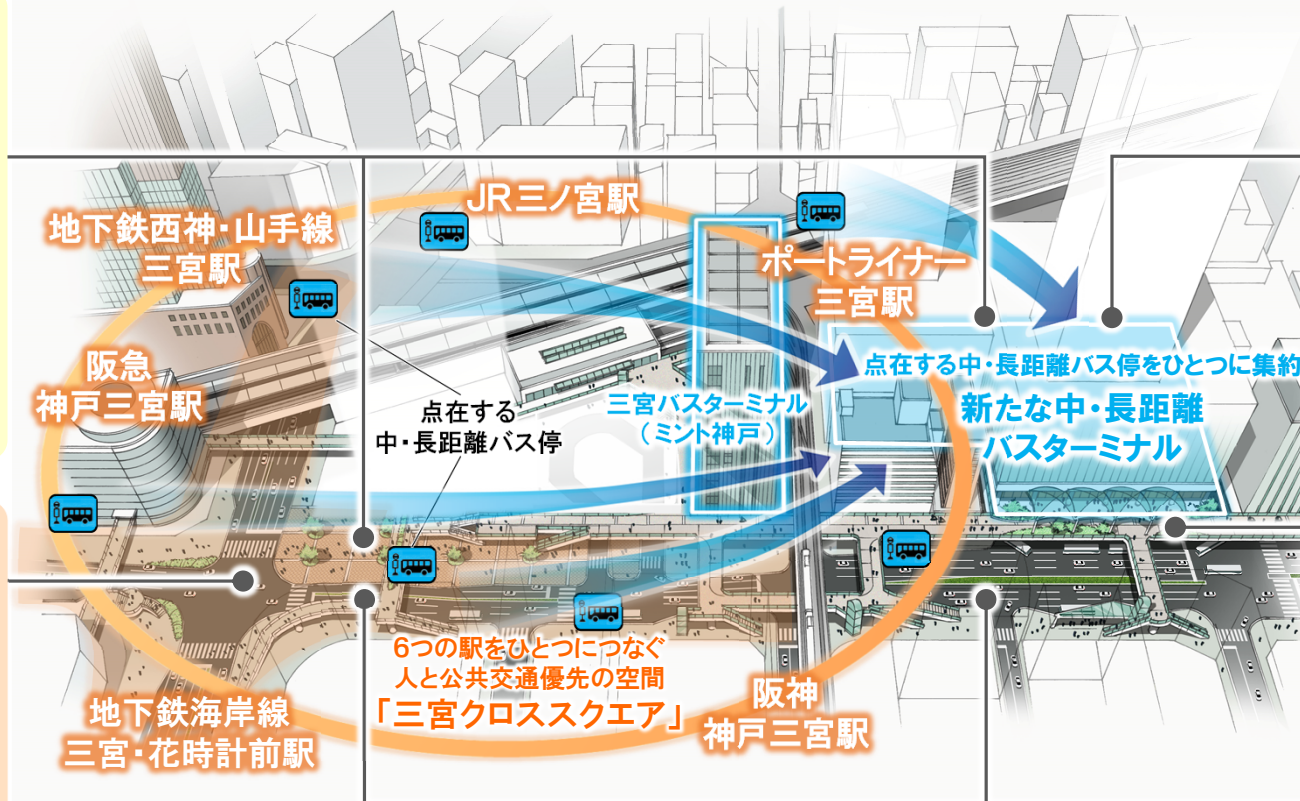 JR三ノ宮駅
地下鉄西神・山手線
三宮駅
ポートライナー
三宮駅
阪急
神戸三宮駅
点在する
中・長距離バス停
三宮バスターミナル
（ミント神戸）
点在する中・長距離バス停をひとつに集約
新たな中・長距離
バスターミナル
6つの駅をひとつにつなぐ
人と公共交通優先の空間
「三宮クロススクエア」
阪神
神戸三宮駅
地下鉄海岸線
三宮・花時計前駅